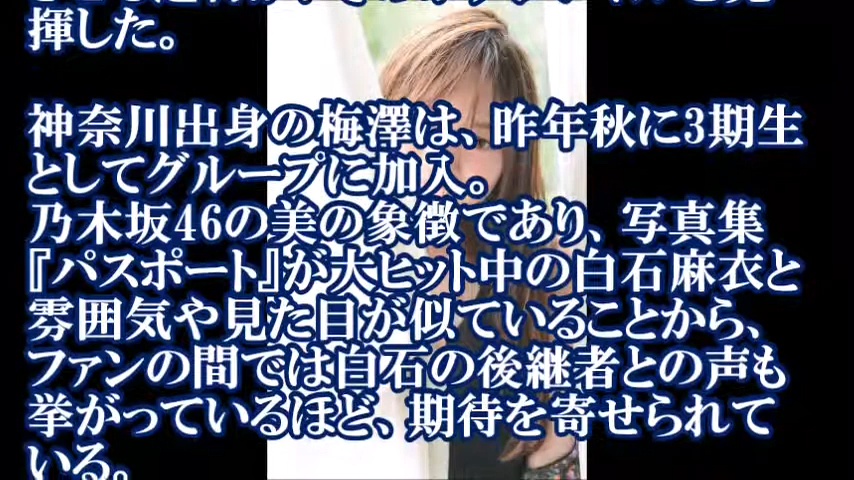 揮した。
神奈川出身の梅澤は、昨年秋に3期生
としてグループに加入。
乃木坂46の美の象徴であり、写真集
『パスポート』が大ヒット中の白石麻衣と
雰囲気や見た目が似ていることから、
ファンの間では白石の後継者との声も
挙がっているほど、期待を寄せられて
いる。